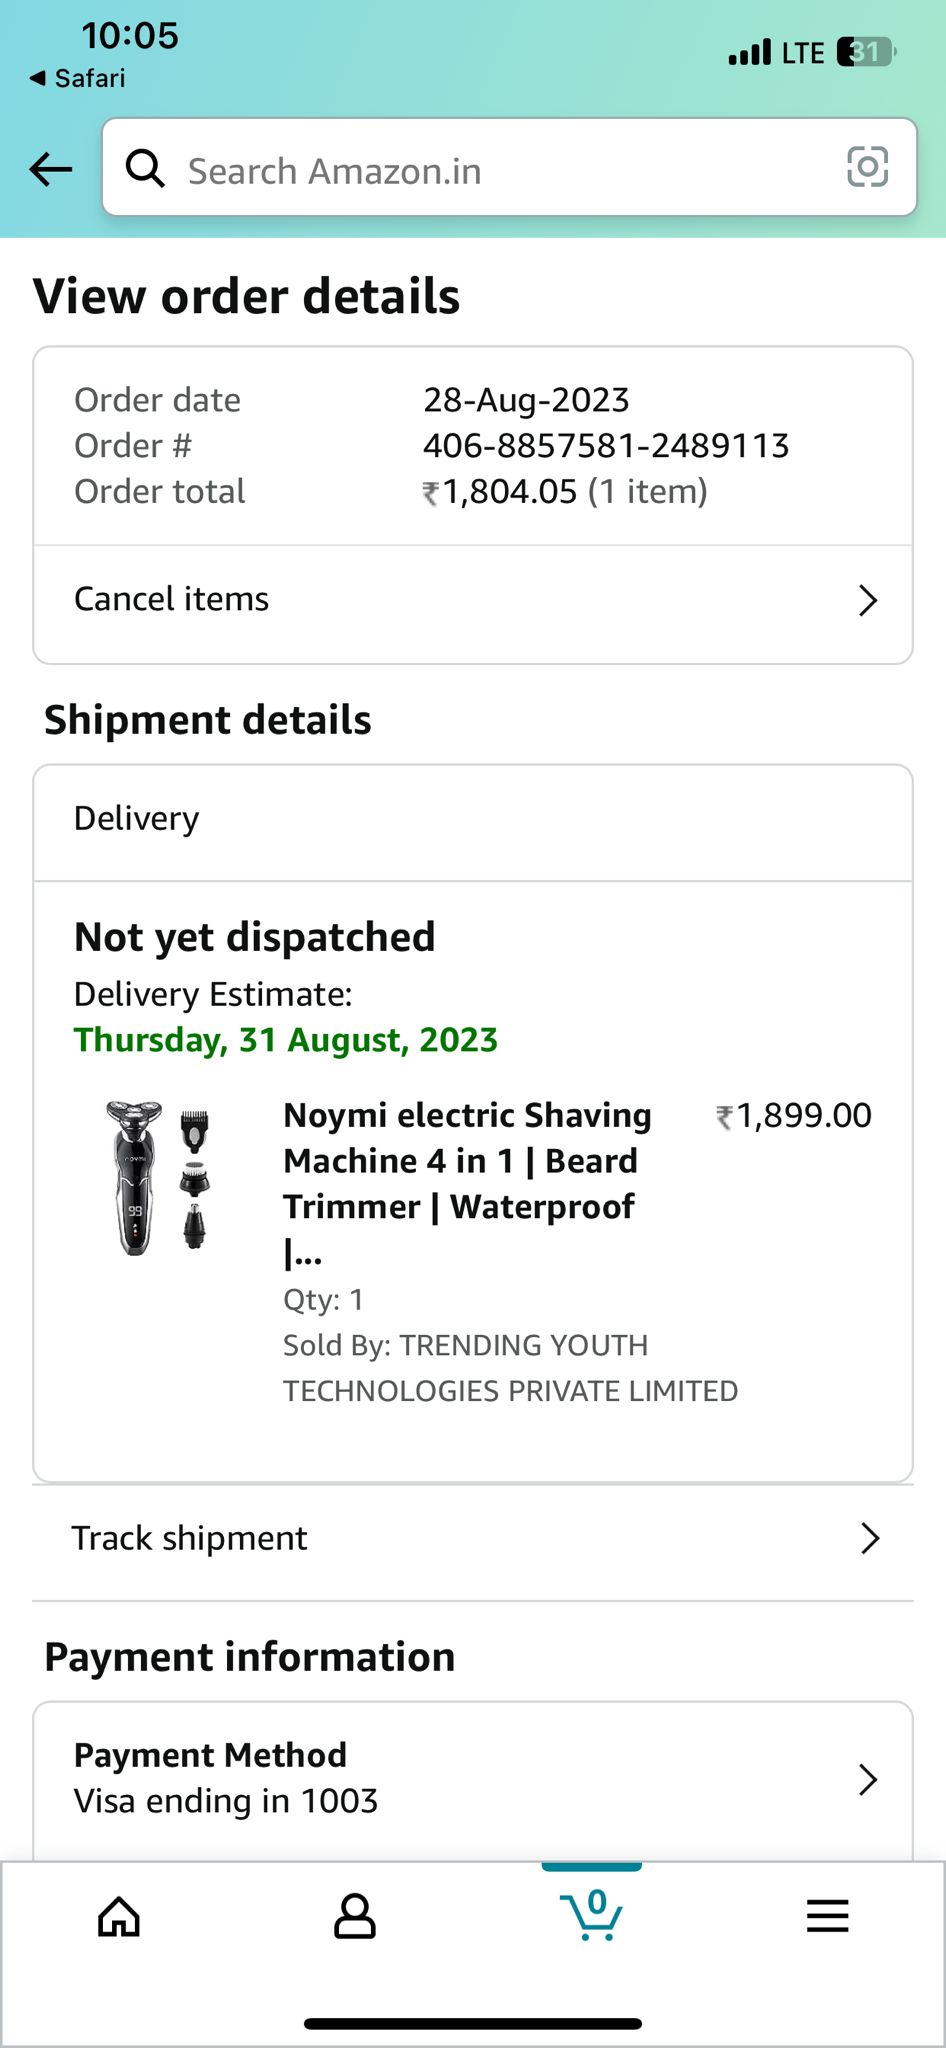 10:05
◀ Safari
LTE
31
Search Amazon.in
View order details
Order date 28-Aug-2023
Order # 406-8857581-2489113
Order total ₹1,804.05 (1 item)
Cancel items
Shipment details
Delivery
Not yet dispatched
Delivery Estimate:
Thursday, 31 August, 2023
Noymi electric Shaving ₹1,899.00
Machine 4 in 1 | Beard
Trimmer | Waterproof
|...
Qty: 1
Sold By: TRENDING YOUTH
TECHNOLOGIES PRIVATE LIMITED
NOYMI
99
Track shipment
Payment information
Payment Method
Visa ending in 1003
0